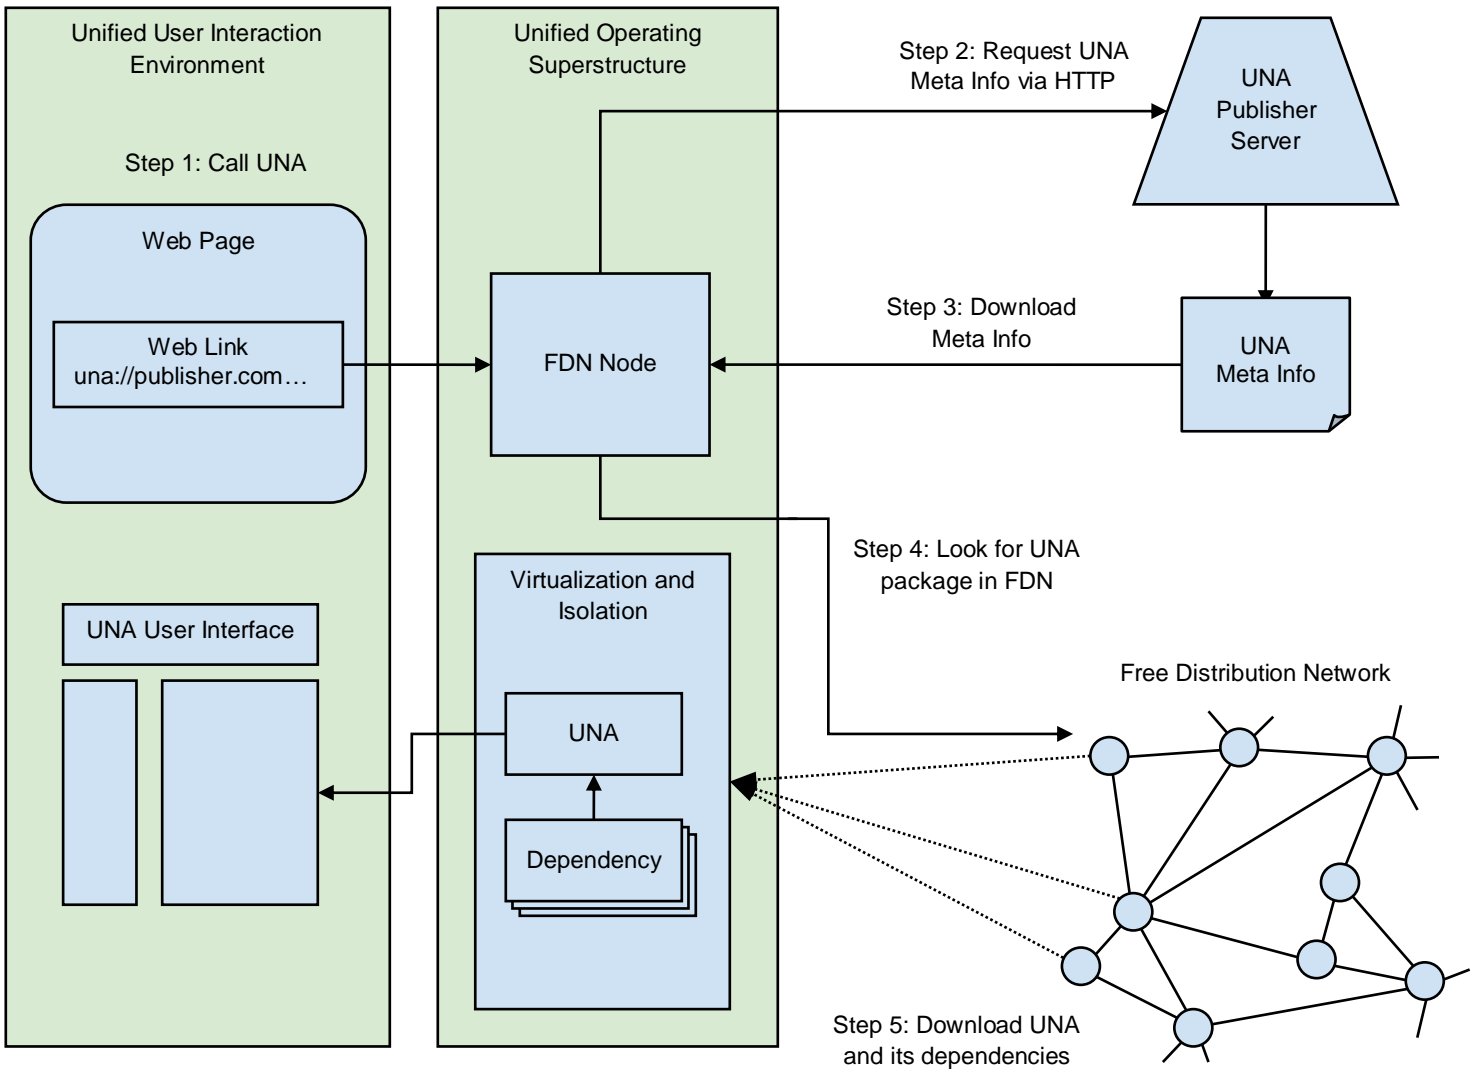 Unified User Interaction
Environment
Unified Operating
Superstructure
Step 2: Request UNA
Meta Info via HTTP
UNA
Publisher
Server
Step 1: Call UNA
Web Page
Web Link
una://publisher.com…
FDN Node
Step 3: Download
Meta Info
UNA
Meta Info
Step 4: Look for UNA
package in FDN
Virtualization and
Isolation
UNA User Interface
UNA
Dependency
Free Distribution Network
Step 5: Download UNA
and its dependencies